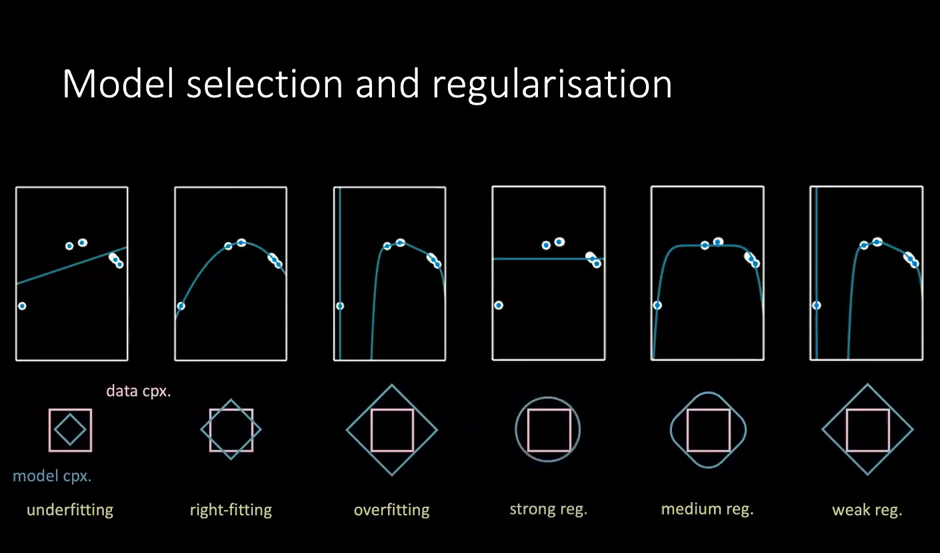 Model selection and regularisation
data cpx.
model cpx.
underfitting
right-fitting
overfitting
strong reg.
medium reg.
weak reg.